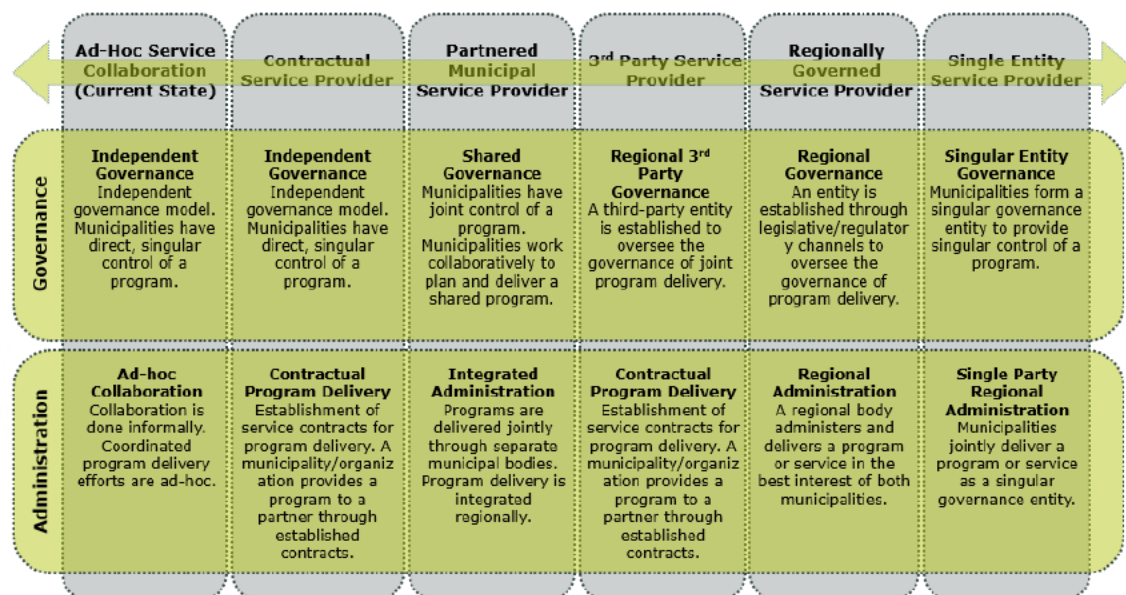 Ad-Hoc Service
Collaboration
(Current State)
Contractual
Service Provider
Partnered
Municipal
Service Provider
3rd Party Service
Provider
Regionally
Governed
Service Provider
Single Entity
Service Provider
Governance
Independent
Governance
Independent
governance model.
Municipalities have
direct, singular
control of a
program.
Independent
Governance
Independent
governance model.
Municipalities have
direct, singular
control of a
program.
Shared
Governance
Municipalities have
joint control of a
program.
Municipalities work
collaboratively to
plan and deliver a
shared program.
Regional 3rd
Party
Governance
A third-party entity
is established to
oversee the
governance of joint
program delivery.
Regional
Governance
An entity is
established through
legislative/regulator
y channels to
oversee the
governance of
program delivery.
Singular Entity
Governance
Municipalities form a
singular governance
entity to provide
singular control of a
program.
Administration
Ad-hoc
Collaboration
Collaboration is
done informally.
Coordinated
program delivery
efforts are ad-hoc.
Contractual
Program Delivery
Establishment of
service contracts for
program delivery. A
municipality/organiz
ation provides a
program to a
partner through
established
contracts.
Integrated
Administration
Programs are
delivered jointly
through separate
municipal bodies.
Program delivery is
integrated
regionally.
Contractual
Program Delivery
Establishment of
service contracts for
program delivery. A
municipality/organiz
ation provides a
program to a
partner through
established
contracts.
Regional
Administration
A regional body
administers and
delivers a program
or service in the
best interest of both
municipalities.
Single Party
Regional
Administration
Municipalities
jointly deliver a
program or service
as a singular
governance entity.